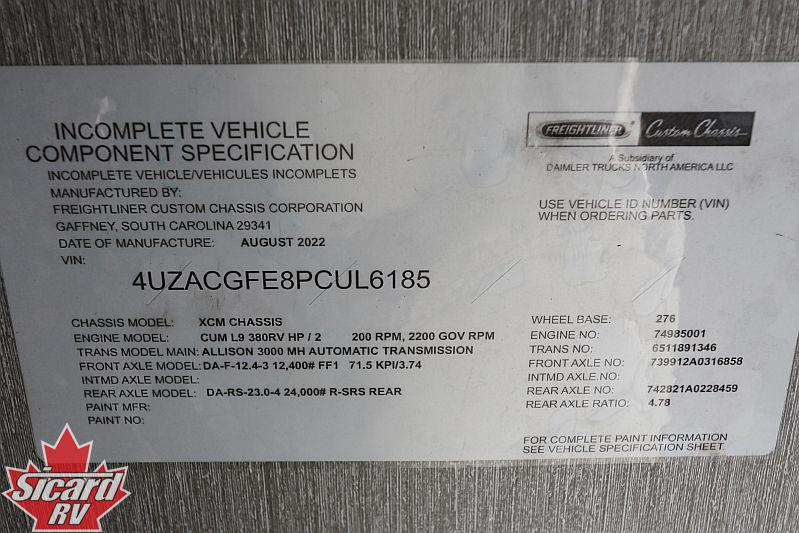 INCOMPLETE VEHICLE
COMPONENT SPECIFICATION
INCOMPLETE VEHICLE/VEHICULES INCOMPLETS
MANUFACTURED BY:
FREIGHTLINER CUSTOM CHASSIS CORPORATION
GAFFNEY, SOUTH CAROLINA 29341
DATE OF MANUFACTURE: AUGUST 2022
VIN:
4UZACGFE8PCUL6185
FREIGHTLINER Custom Chassis
A Subsidiary of
DAIMLER TRUCKS NORTH AMERICA LLC
USE VEHICLE ID NUMBER (VIN)
WHEN ORDERING PARTS.
CHASSIS MODEL: XCM CHASSIS
ENGINE MODEL: CUM L9 380RV HP / 2 200 RPM, 2200 GOV RPM
TRANS MODEL MAIN: ALLISON 3000 MH AUTOMATIC TRANSMISSION
FRONT AXLE MODEL: DA-F-12.4-3 12,400# FF1 71.5 KPI/3.74
INTMD AXLE MODEL:
REAR AXLE MODEL: DA-RS-23.0-4 24,000# R-SRS REAR
PAINT MFR:
PAINT NO:
WHEEL BASE: 276
ENGINE NO: 74985001
TRANS NO: 6511891346
FRONT AXLE NO: 739912A0316858
INTMD AXLE.NO:
REAR AXLE NO: 742821A0228459
REAR AXLE RATIO: 4.78
FOR COMPLETE PAINT INFORMATION
SEE VEHICLE SPECIFICATION SHEET.
Sicard
RV